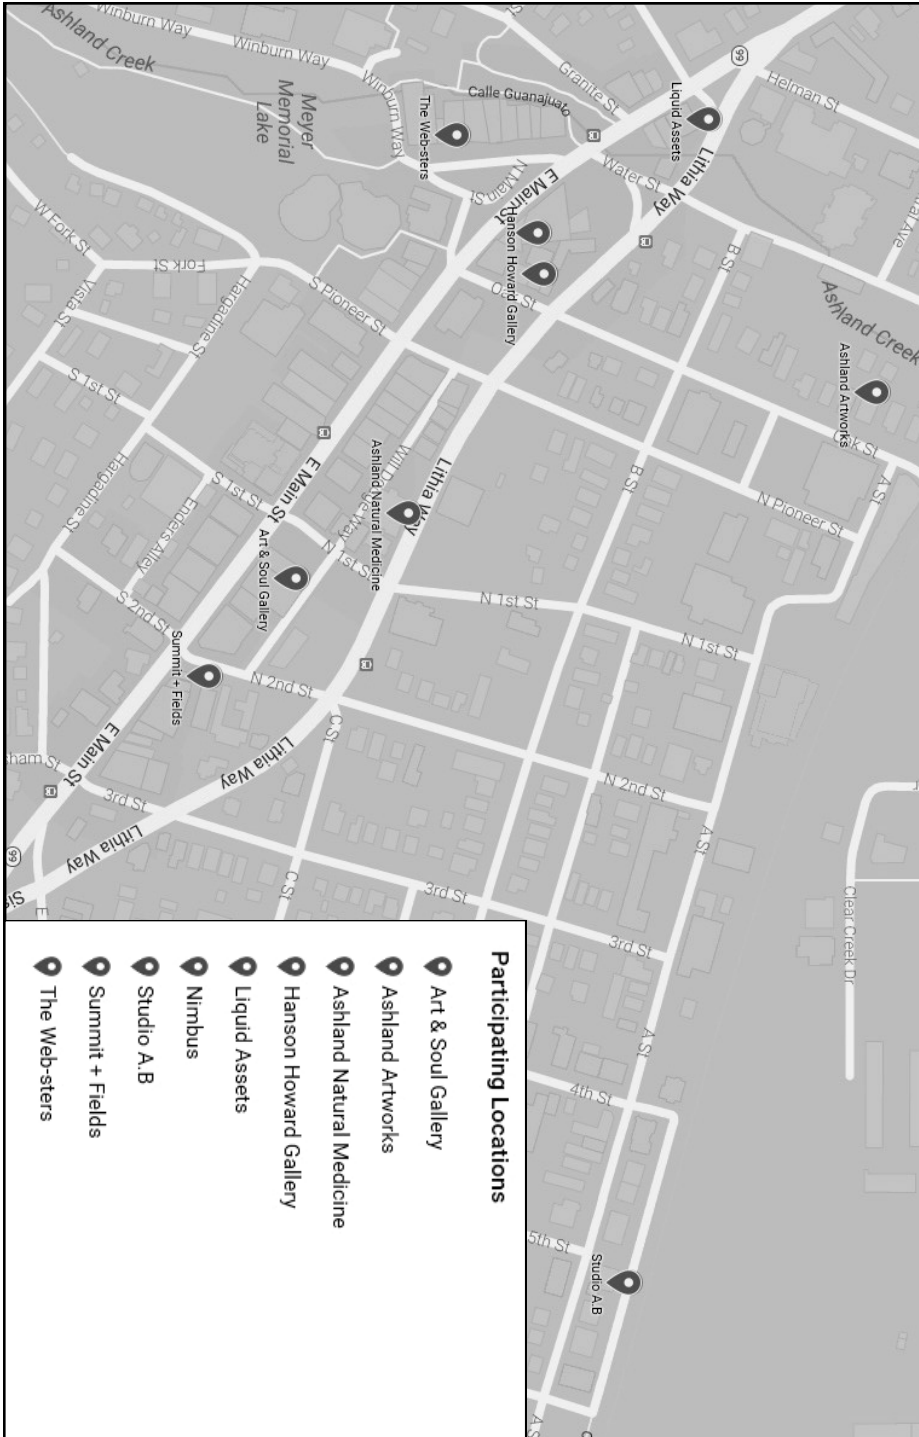 Winburn Way
Winburn Way
Winburn Way
Ashland Creek
Meyer
Memorial
Lake
Calle Guanajuato
Granite St
Helman St
99
Liquid Assets
The Web-sters
N Main St
E Main St
Water St
Lithia Way
B St
Hanson Howard Gallery
Oak St
Ashland Creek
Ashland Artworks
Oak St
A St
W Fork St
Fork St
Vista St
Hargadine St
S Pioneer St
S 1st St
Hargadine St
S 1st St
Enders Alley
E Main St
Ashland Natural Medicine
Lithia Way
B St
N Pioneer St
Art & Soul Gallery
N 1st St
N 1st St
N 1st St
S 2nd St
Summit + Fields
N 2nd St
C St
N 2nd St
A St
E Main St
Lithia Way
3rd St
Lithia Way
C St
3rd St
3rd St
99
E
Clear Creek Dr
A St
4th St
5th St
Studio A.B
A S
Participating Locations
Art & Soul Gallery
Ashland Artworks
Ashland Natural Medicine
Hanson Howard Gallery
Liquid Assets
Nimbus
Studio A.B
Summit + Fields
The Web-sters